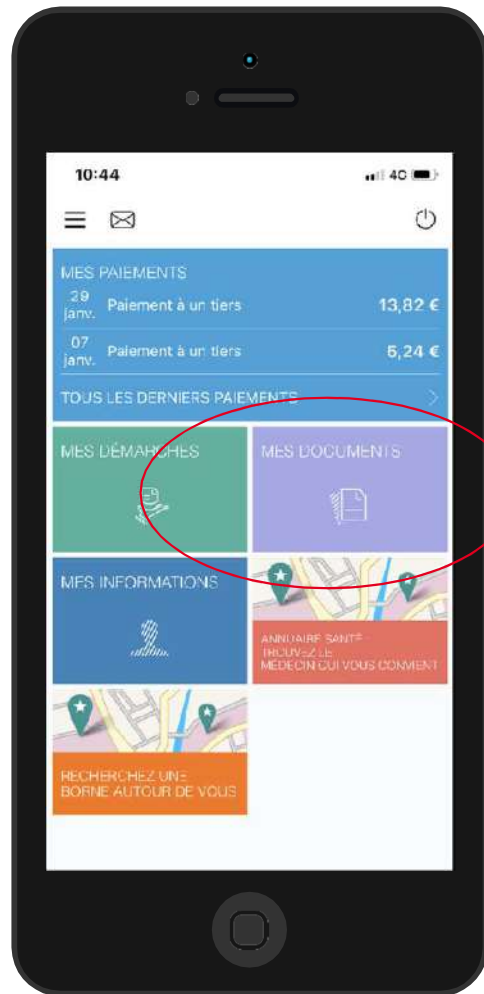 10:44
4G
MES PAIEMENTS
29 janv. Paiement à un tiers 13,82 €
07 janv. Paiement à un tiers 6,24 €
TOUS LES DERNIERS PAIEMENTS
MES DÉMARCHES
MES DOCUMENTS
MES INFORMATIONS
ANNUAIRE SANTÉ
TROUVEZ LE
MÉDECIN QUI VOUS CONVIENT
RECHERCHEZ UNE
BORNE AUTOUR DE VOUS